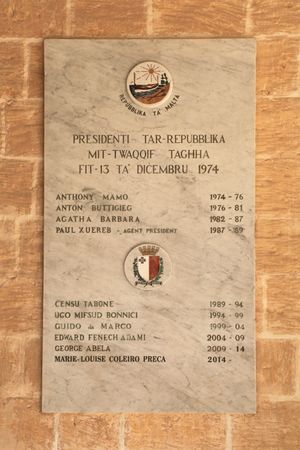 REPUBBLIKA TA' MALTA
PRESIDENTI TAR-REPUBBLIKA
MIT-TWAQQIF TAGHHA
FIT-13 TA' DIĊEMBRU 1974
ANTHONY MAMO 1974 - 76
ANTON BUTTIGIEG 1976 - 81
AGATHA BARBARA 1982 - 87
PAUL XUEREB - AGENT PRESIDENT 1987 - 89
ĊENSU TABONE 1989 - 94
UGO MIFSUD BONNICI 1994 - 99
GUIDO de MARCO 1999 - 04
EDWARD FENECH ADAMI 2004 - 09
GEORGE ABELA 2009 - 14
MARIE-LOUISE COLEIRO PRECA 2014 -